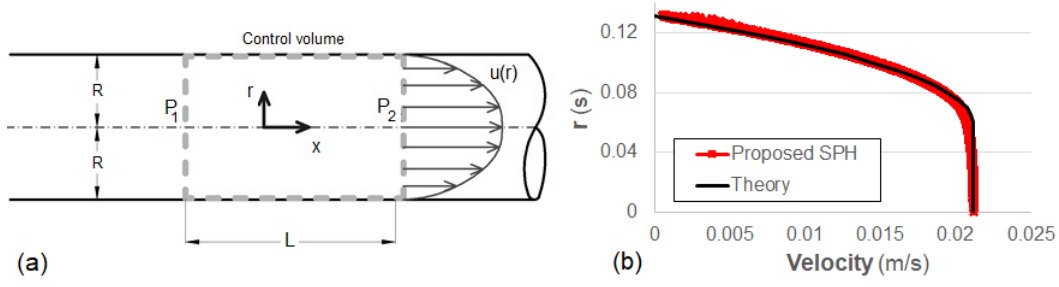 Control volume
u(r)
R
r
P1
P2
x
R
L
(a)
0.12
0.08
0.04
0
r (s)
Proposed SPH
Theory
0 0.005 0.01 0.015 0.02 0.025
Velocity (m/s)
(b)